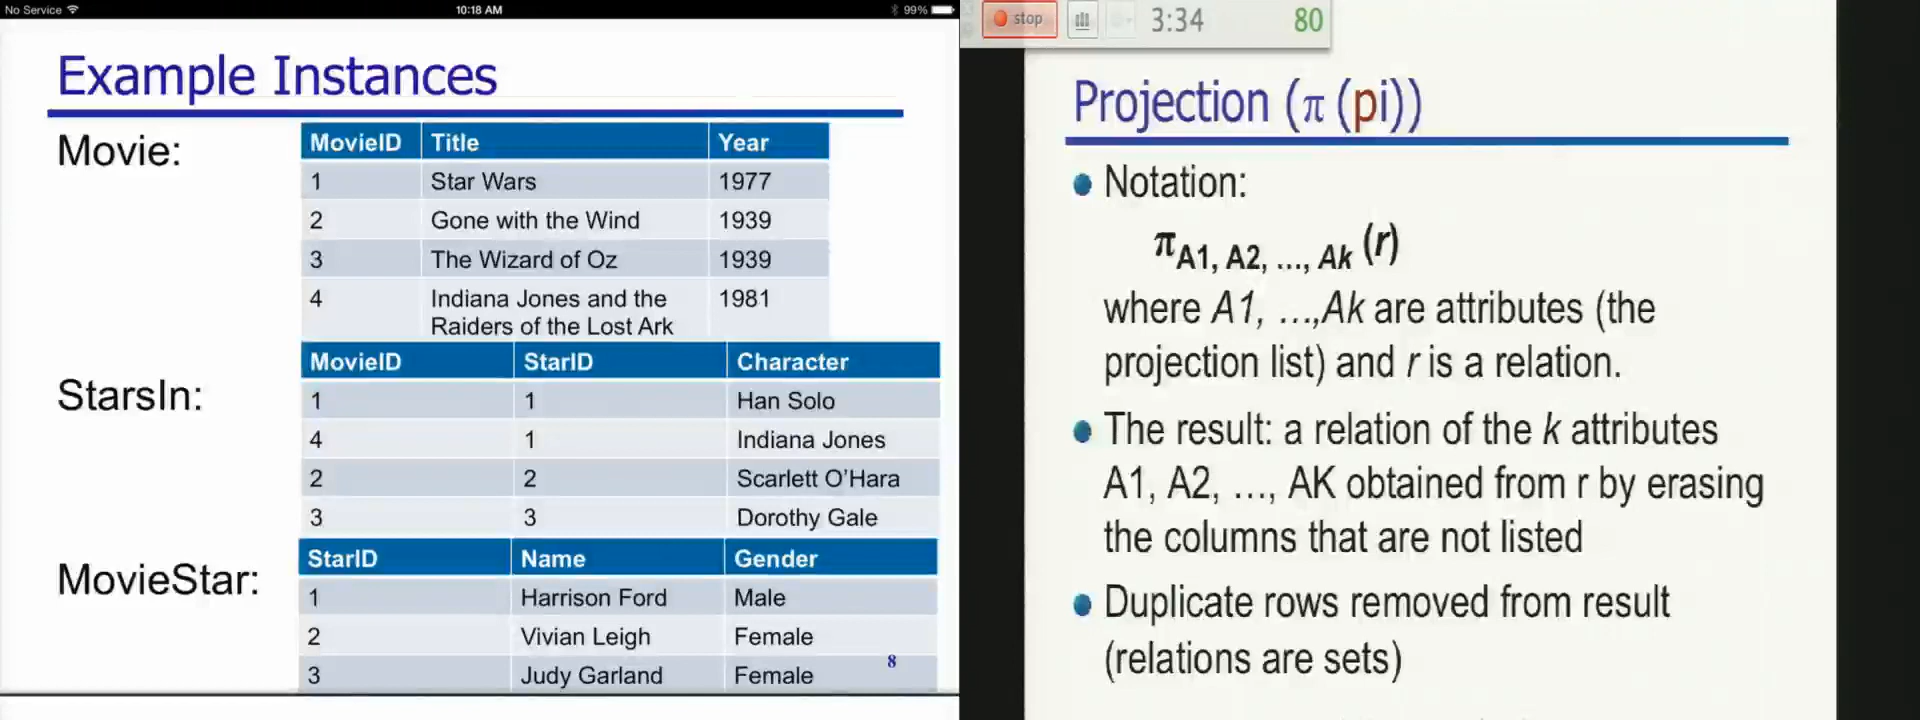 No Service 10:18 AM 99%
Example Instances
Movie:
MovieID Title Year
1 Star Wars 1977
2 Gone with the Wind 1939
3 The Wizard of Oz 1939
4 Indiana Jones and the 1981
Raiders of the Lost Ark
StarsIn:
MovieID StarID Character
1 1 Han Solo
4 1 Indiana Jones
2 2 Scarlett O'Hara
3 3 Dorothy Gale
MovieStar:
StarID Name Gender
1 Harrison Ford Male
2 Vivian Leigh Female
3 Judy Garland Female
8
stop 3:34 80
Projection (π (pi))
Notation:
π A1, A2, ..., Ak (r)
where A1, ...,Ak are attributes (the
projection list) and r is a relation.
The result: a relation of the k attributes
A1, A2, ..., AK obtained from r by erasing
the columns that are not listed
Duplicate rows removed from result
(relations are sets)